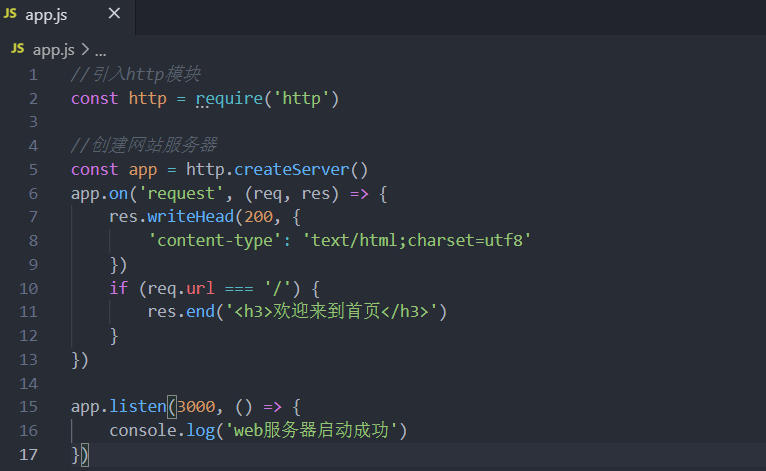 JS app.js ×
JS app.js > ...
1 //引入http模块
2 const http = require('http')
3
4 //创建网站服务器
5 const app = http.createServer()
6 app.on('request', (req, res) => {
7     res.writeHead(200, {
8         'content-type': 'text/html;charset=utf8'
9     })
10     if (req.url === '/') {
11         res.end('<h3>欢迎来到首页</h3>')
12     }
13 })
14
15 app.listen(3000, () => {
16     console.log('web服务器启动成功')
17 })